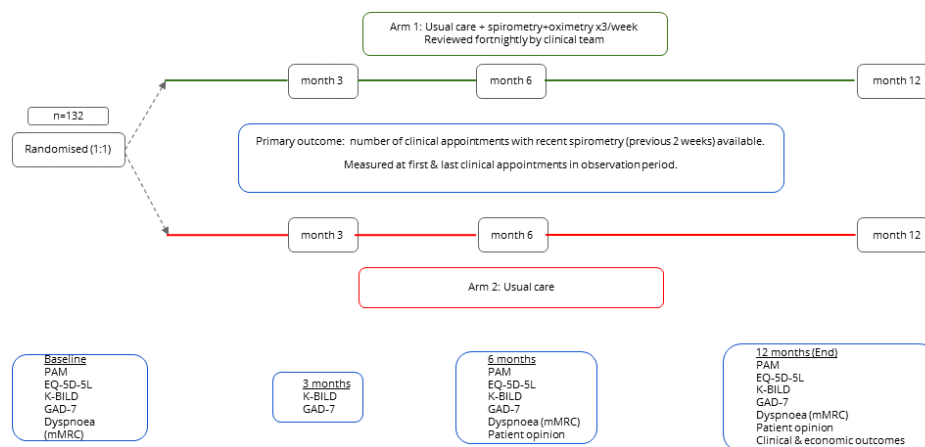 Arm 1: Usual care + spirometry+oximetry x3/week
Reviewed fortnightly by clinical team
month 3
month 6
month 12
n=132
Randomised (1:1)
Primary outcome: number of clinical appointments with recent spirometry (previous 2 weeks) available.
Measured at first & last clinical appointments in observation period.
month 3
month 6
month 12
Arm 2: Usual care
Baseline
PAM
EQ-5D-5L
K-BILD
GAD-7
Dyspnoea
(mMRC)
3 months
K-BILD
GAD-7
6 months
PAM
EQ-5D-5L
K-BILD
GAD-7
Dyspnoea (mMRC)
Patient opinion
12 months (End)
PAM
EQ-5D-5L
K-BILD
GAD-7
Dyspnoea (mMRC)
Patient opinion
Clinical & economic outcomes